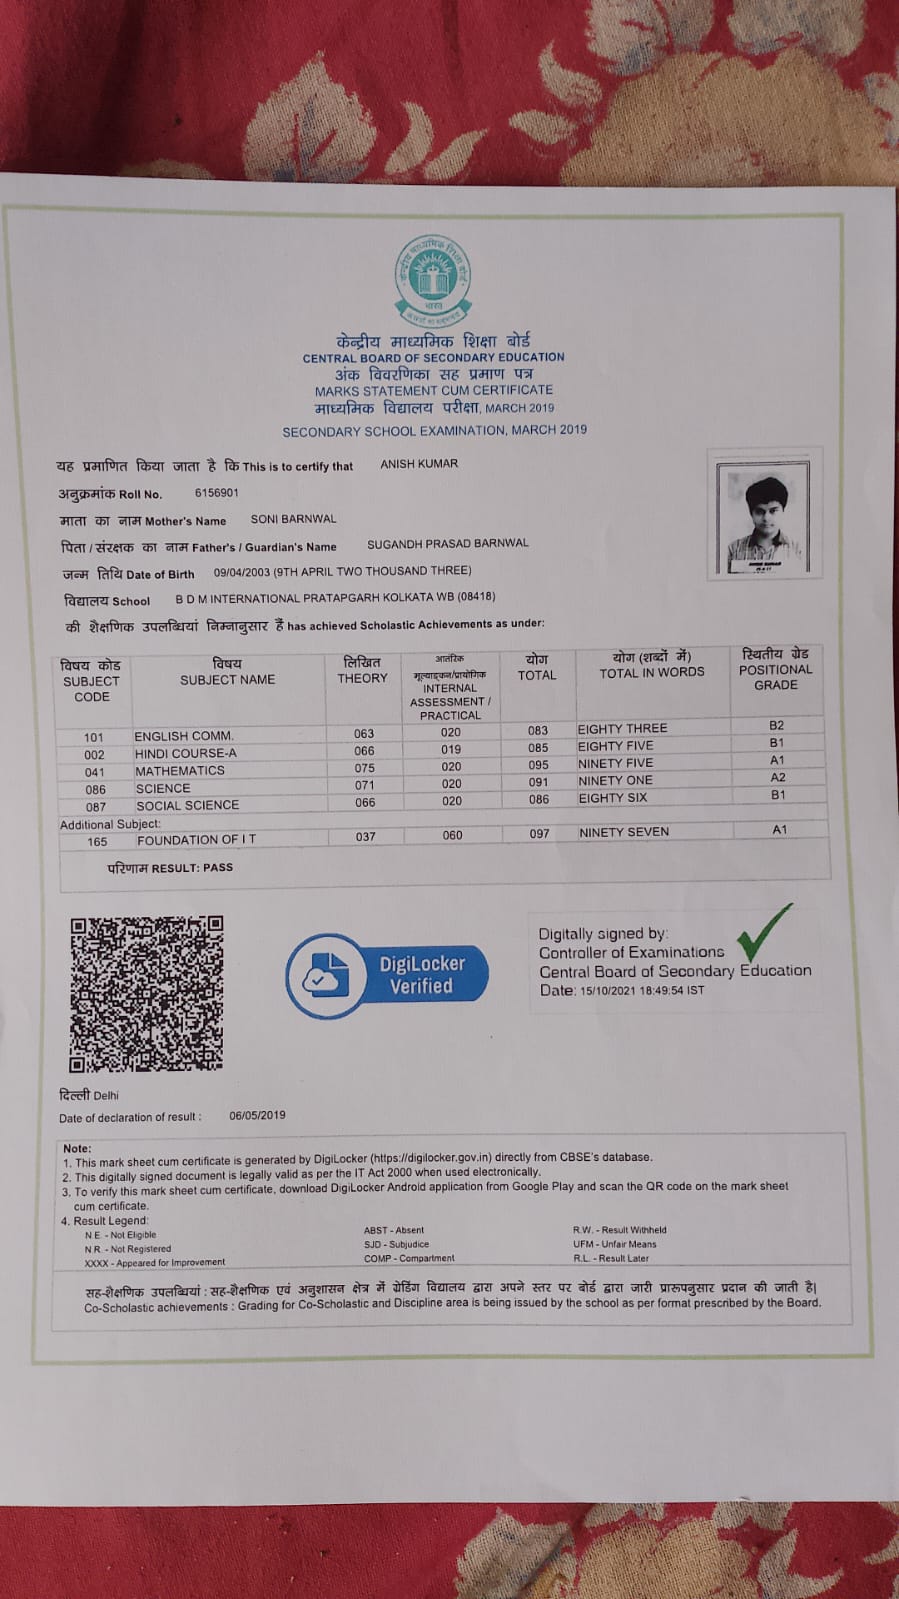 केन्द्रीय माध्यमिक शिक्षा बोर्ड
भारत
केन्द्रीय माध्यमिक शिक्षा बोर्ड
CENTRAL BOARD OF SECONDARY EDUCATION
अंक विवरणिका सह प्रमाण पत्र
MARKS STATEMENT CUM CERTIFICATE
माध्यमिक विद्यालय परीक्षा, MARCH 2019
SECONDARY SCHOOL EXAMINATION, MARCH 2019
यह प्रमाणित किया जाता है कि This is to certify that ANISH KUMAR
अनुक्रमांक Roll No. 6156901
माता का नाम Mother's Name SONI BARNWAL
पिता / संरक्षक का नाम Father's / Guardian's Name SUGANDH PRASAD BARNWAL
जन्म तिथि Date of Birth 09/04/2003 (9TH APRIL TWO THOUSAND THREE)
विद्यालय School B D M INTERNATIONAL PRATAPGARH KOLKATA WB (08418)
की शैक्षणिक उपलब्धियां निम्नानुसार हैं has achieved Scholastic Achievements as under:
विषय कोड SUBJECT CODE विषय SUBJECT NAME लिखित THEORY आतंरिक मूल्याङ्कन/प्रायोगिक INTERNAL ASSESSMENT / PRACTICAL योग TOTAL योग (शब्दों में) TOTAL IN WORDS स्थितीय ग्रेड POSITIONAL GRADE
101 ENGLISH COMM. 063 020 083 EIGHTY THREE B2
002 HINDI COURSE-A 066 019 085 EIGHTY FIVE B1
041 MATHEMATICS 075 020 095 NINETY FIVE A1
086 SCIENCE 071 020 091 NINETY ONE A2
087 SOCIAL SCIENCE 066 020 086 EIGHTY SIX B1
Additional Subject:
165 FOUNDATION OF I T 037 060 097 NINETY SEVEN A1
परिणाम RESULT: PASS
DigiLocker
Verified
Digitally signed by:
Controller of Examinations
Central Board of Secondary Education
Date: 15/10/2021 18:49:54 IST
दिल्ली Delhi
Date of declaration of result : 06/05/2019
Note:
1. This mark sheet cum certificate is generated by DigiLocker (https://digilocker.gov.in) directly from CBSE's database.
2. This digitally signed document is legally valid as per the IT Act 2000 when used electronically.
3. To verify this mark sheet cum certificate, download DigiLocker Android application from Google Play and scan the QR code on the mark sheet
cum certificate.
4. Result Legend:
N.E. - Not Eligible ABST - Absent R.W. - Result Withheld
N.R. - Not Registered SJD - Subjudice UFM - Unfair Means
XXXX - Appeared for Improvement COMP - Compartment R.L. - Result Later
सह-शैक्षणिक उपलब्धियां : सह-शैक्षणिक एवं अनुशासन क्षेत्र में ग्रेडिंग विद्यालय द्वारा अपने स्तर पर बोर्ड द्वारा जारी प्रारूपनुसार प्रदान की जाती है|
Co-Scholastic achievements : Grading for Co-Scholastic and Discipline area is being issued by the school as per format prescribed by the Board.